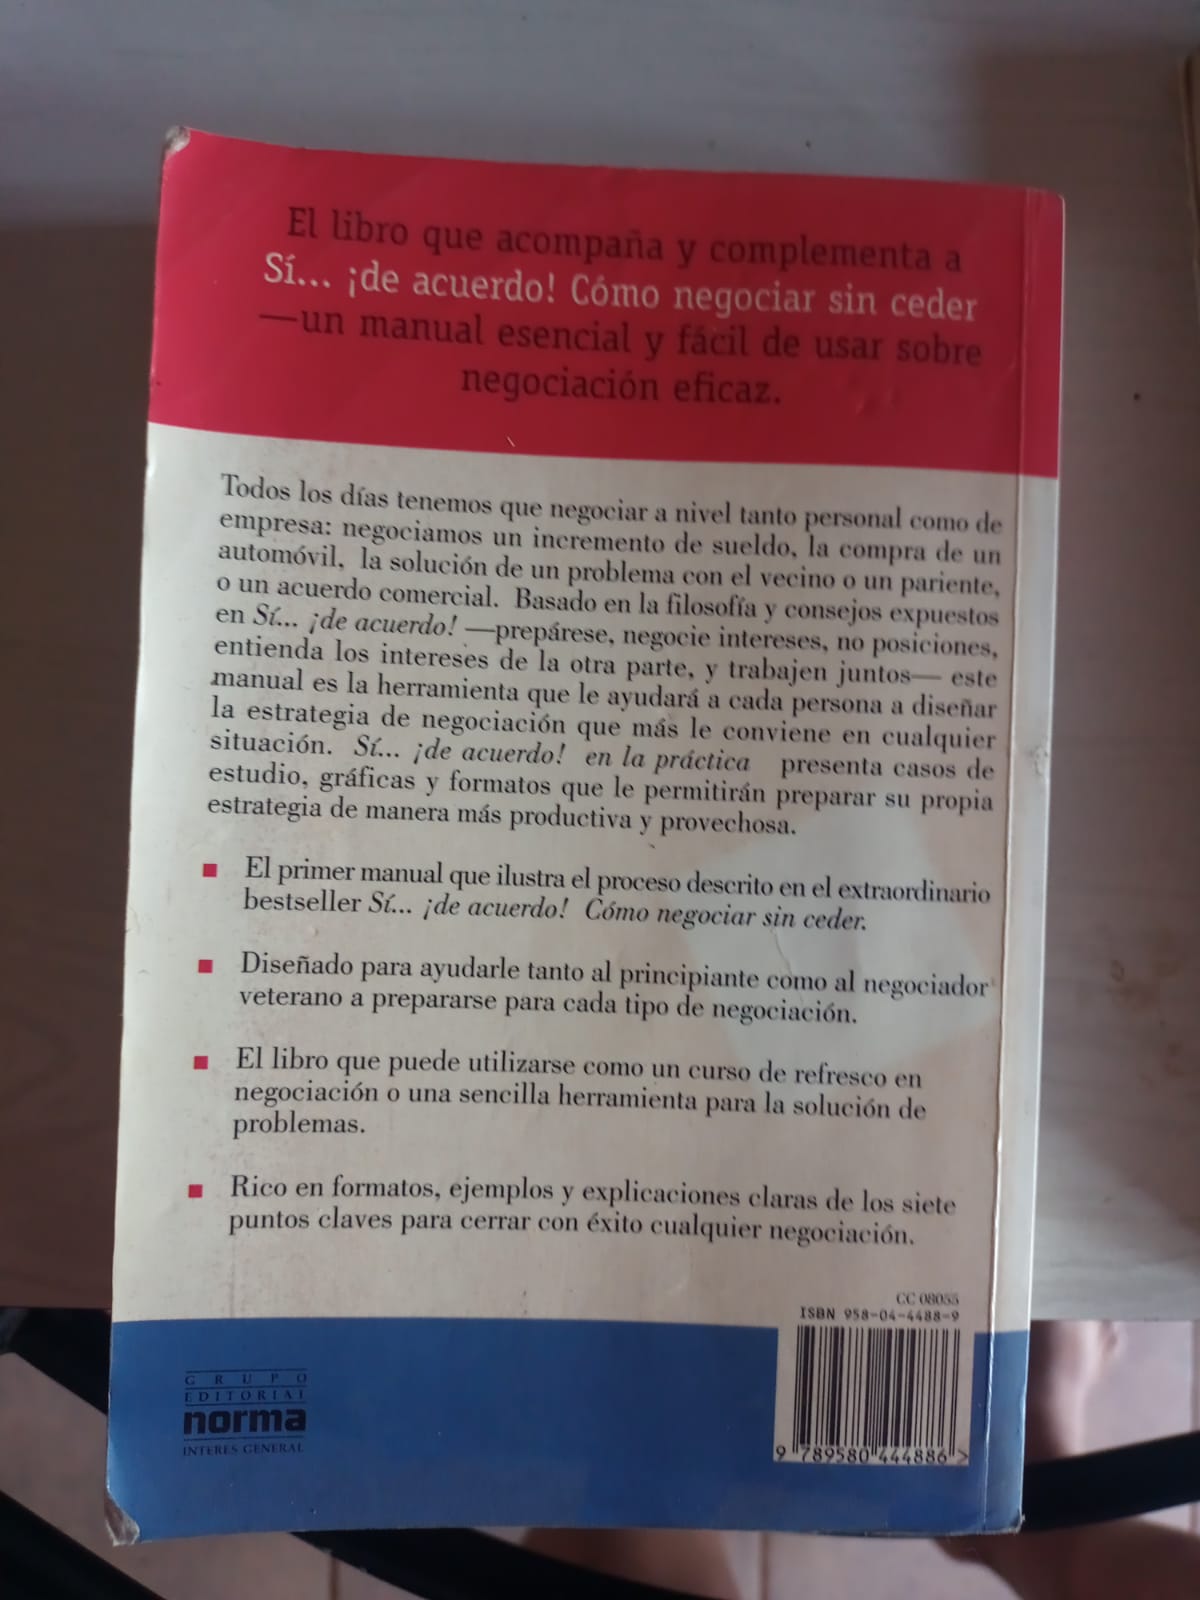 El libro que acompaña y complementa a
Sí... ¡de acuerdo! Cómo negociar sin ceder
—un manual esencial y fácil de usar sobre
negociación eficaz.
Todos los días tenemos que negociar a nivel tanto personal como de
empresa: negociamos un incremento de sueldo, la compra de un
automóvil, la solución de un problema con el vecino o un pariente,
o un acuerdo comercial. Basado en la filosofía y consejos expuestos
en Sí... ¡de acuerdo! —prepárese, negocie intereses, no posiciones,
entienda los intereses de la otra parte, y trabajen juntos— este
manual es la herramienta que le ayudará a cada persona a diseñar
la estrategia de negociación que más le conviene en cualquier
situación. Sí... ¡de acuerdo! en la práctica presenta casos de
estudio, gráficas y formatos que le permitirán preparar su propia
estrategia de manera más productiva y provechosa.
■ El primer manual que ilustra el proceso descrito en el extraordinario
bestseller Sí... ¡de acuerdo! Cómo negociar sin ceder.
■ Diseñado para ayudarle tanto al principiante como al negociador
veterano a prepararse para cada tipo de negociación.
■ El libro que puede utilizarse como un curso de refresco en
negociación o una sencilla herramienta para la solución de
problemas.
■ Rico en formatos, ejemplos y explicaciones claras de los siete
puntos claves para cerrar con éxito cualquier negociación.
CC 08055
ISBN 958-04-4488-9
9 789580 444886 >
GRUPO
EDITORIAL
norma
INTERES GENERAL